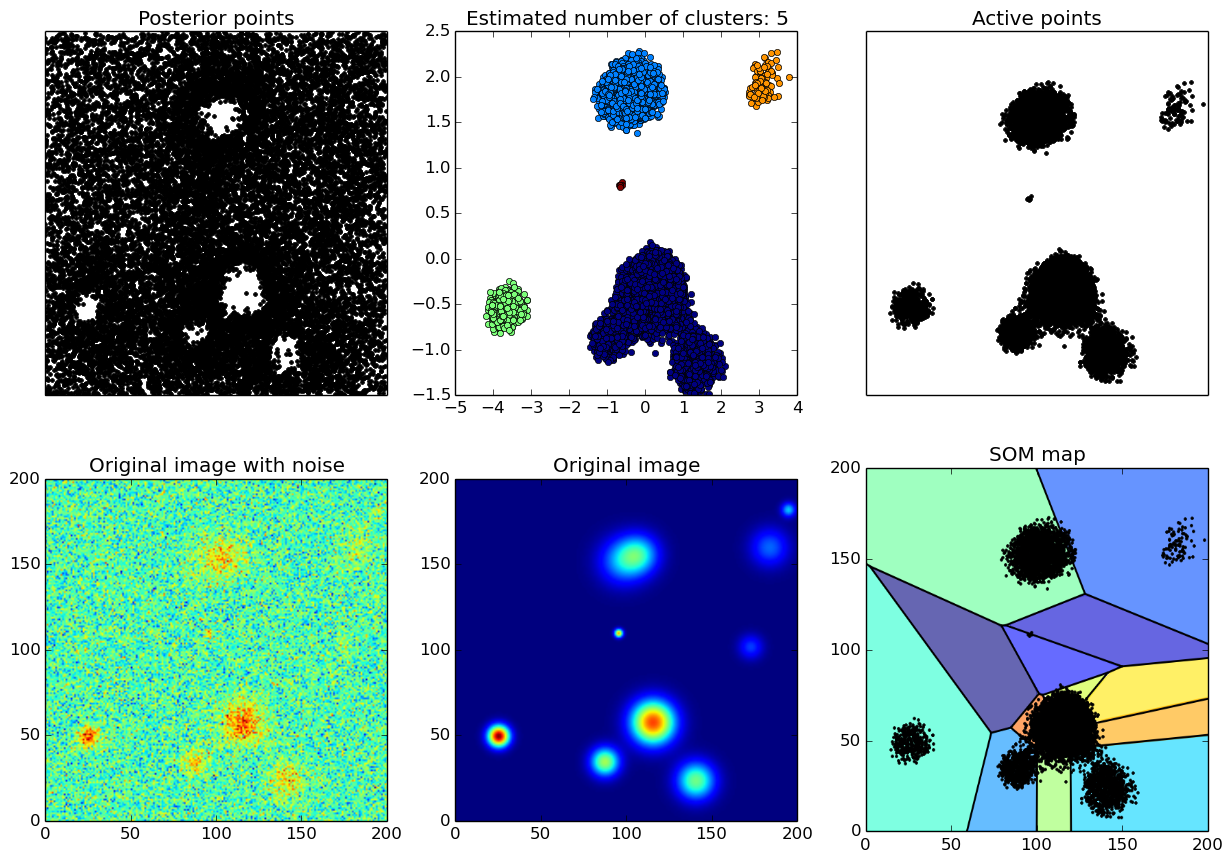 Posterior points
Estimated number of clusters: 5
Active points
2.5
2.0
1.5
1.0
0.5
0.0
−0.5
−1.0
−1.5
−5 −4 −3 −2 −1 0 1 2 3 4
Original image with noise
Original image
SOM map
200
150
100
50
0
0 50 100 150 200
200
150
100
50
0
0 50 100 150 200
200
150
100
50
0
0 50 100 150 200